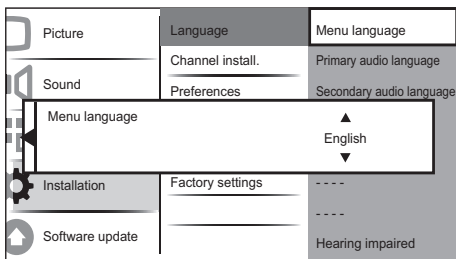 Picture
Sound
Installation
Software update
Language
Channel install.
Preferences
Factory settings
Menu language
Primary audio language
Secondary audio language
- - - -
- - - -
Hearing impaired
Menu language
English